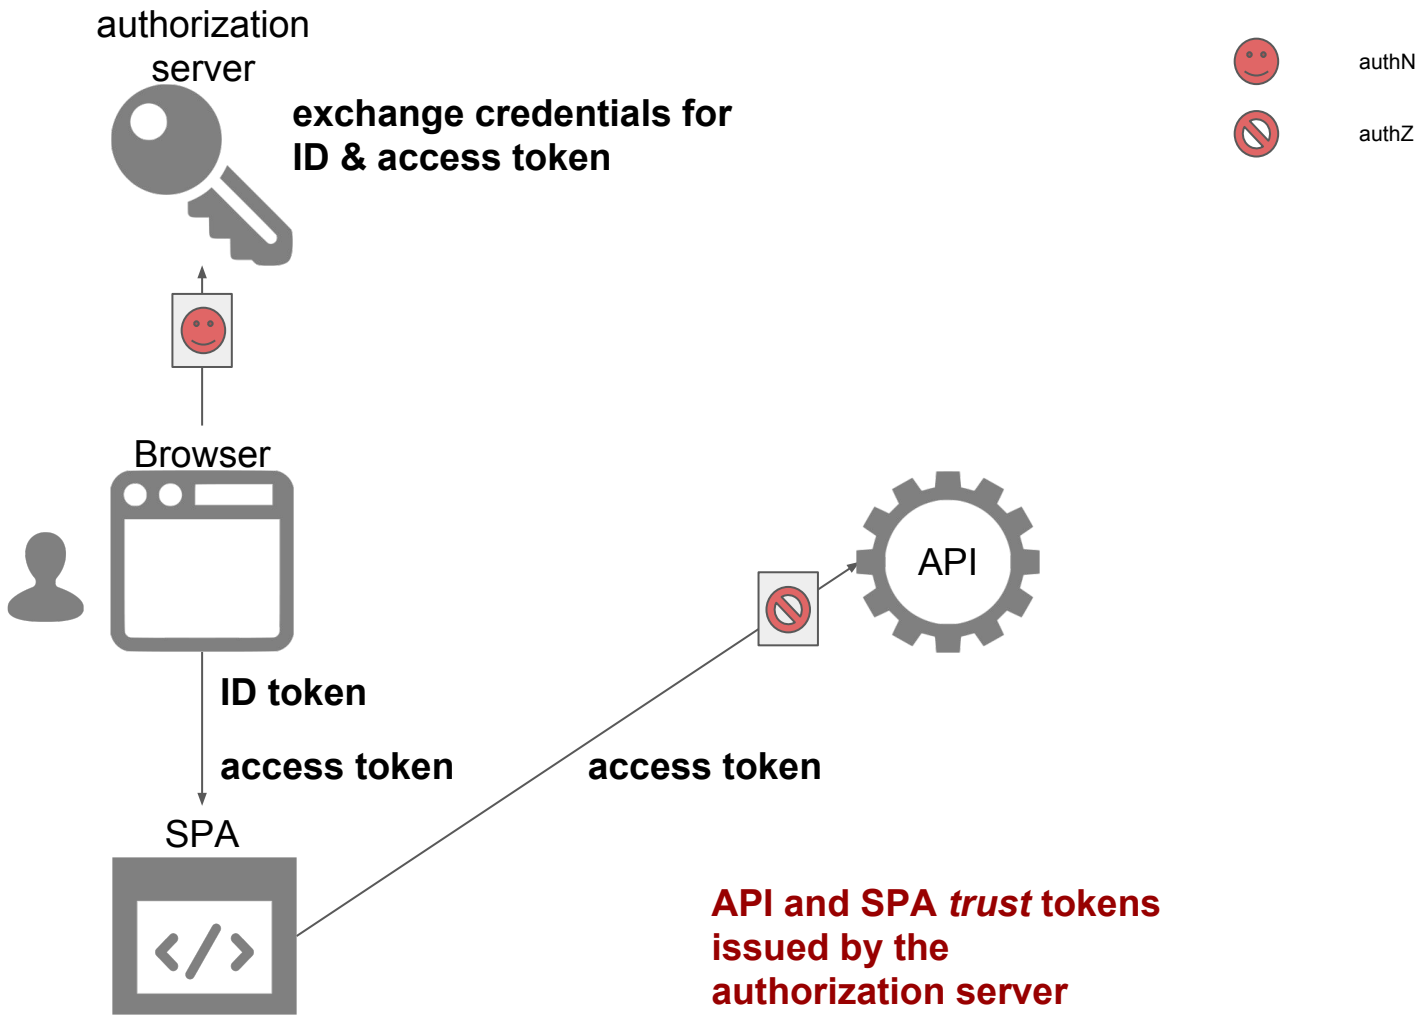 authorization
server
exchange credentials for
ID & access token
authN
authZ
Browser
API
ID token
access token
access token
SPA
</>
API and SPA trust tokens
issued by the
authorization server